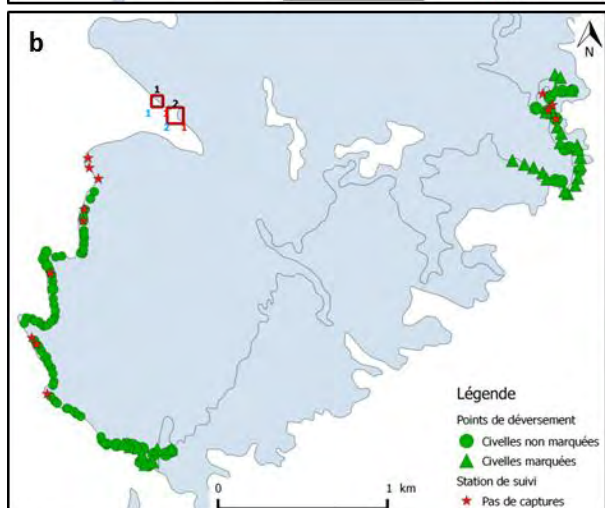 b
N
1
2
1
1
2
1
Légende
Points de déversement
Civelles non marquées
Civelles marquées
Station de suivi
Pas de captures
0
1 km